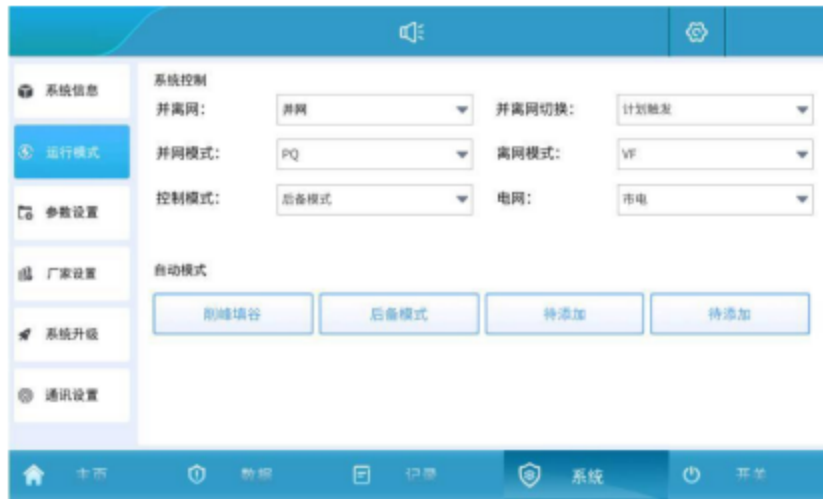 系统信息
运行模式
参数设置
厂家设置
系统升级
通讯设置
系统控制
并离网： 并网 并离网切换： 计划触发
并网模式： PQ 离网模式： VF
控制模式： 后备模式 电网： 市电
自动模式
削峰填谷 后备模式 待添加 待添加
主页 数据 记录 系统 开关